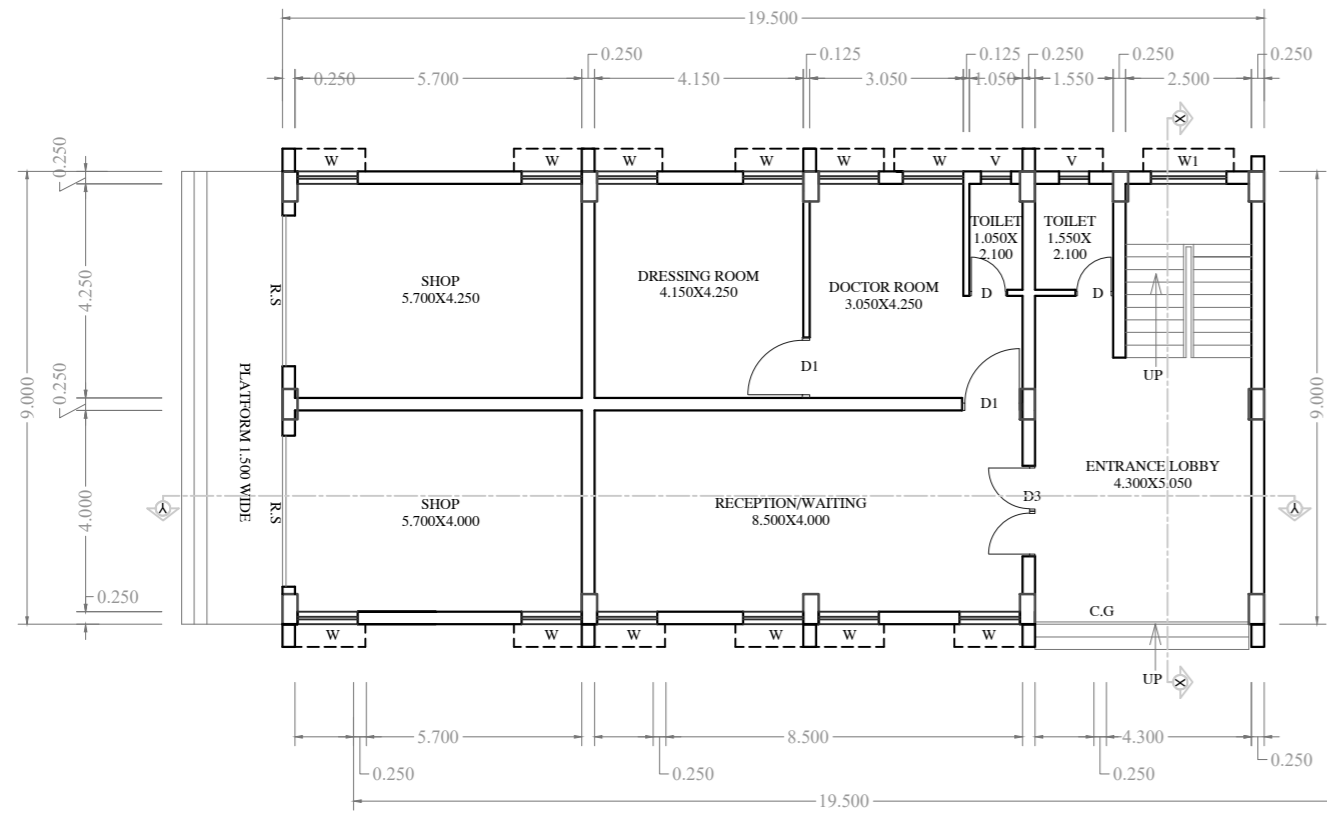 19.500
0.250
0.125
0.125
0.250
0.250
0.250
0.250
5.700
4.150
3.050
1.050
1.550
2.500
X
0.250
W
W
W
W
W
W
V
V
W1
TOILET
1.050X
2.100
TOILET
1.550X
2.100
SHOP
5.700X4.250
DRESSING ROOM
4.150X4.250
DOCTOR ROOM
3.050X4.250
D
D
4.250
R.S
D1
UP
0.250
9.000
PLATFORM 1.500 WIDE
D1
9.000
ENTRANCE LOBBY
4.300X5.050
4.000
R.S
SHOP
5.700X4.000
RECEPTION/WAITING
8.500X4.000
D3
Y
Y
0.250
C.G
W
W
W
W
W
W
UP
X
5.700
8.500
4.300
0.250
0.250
0.250
0.250
19.500